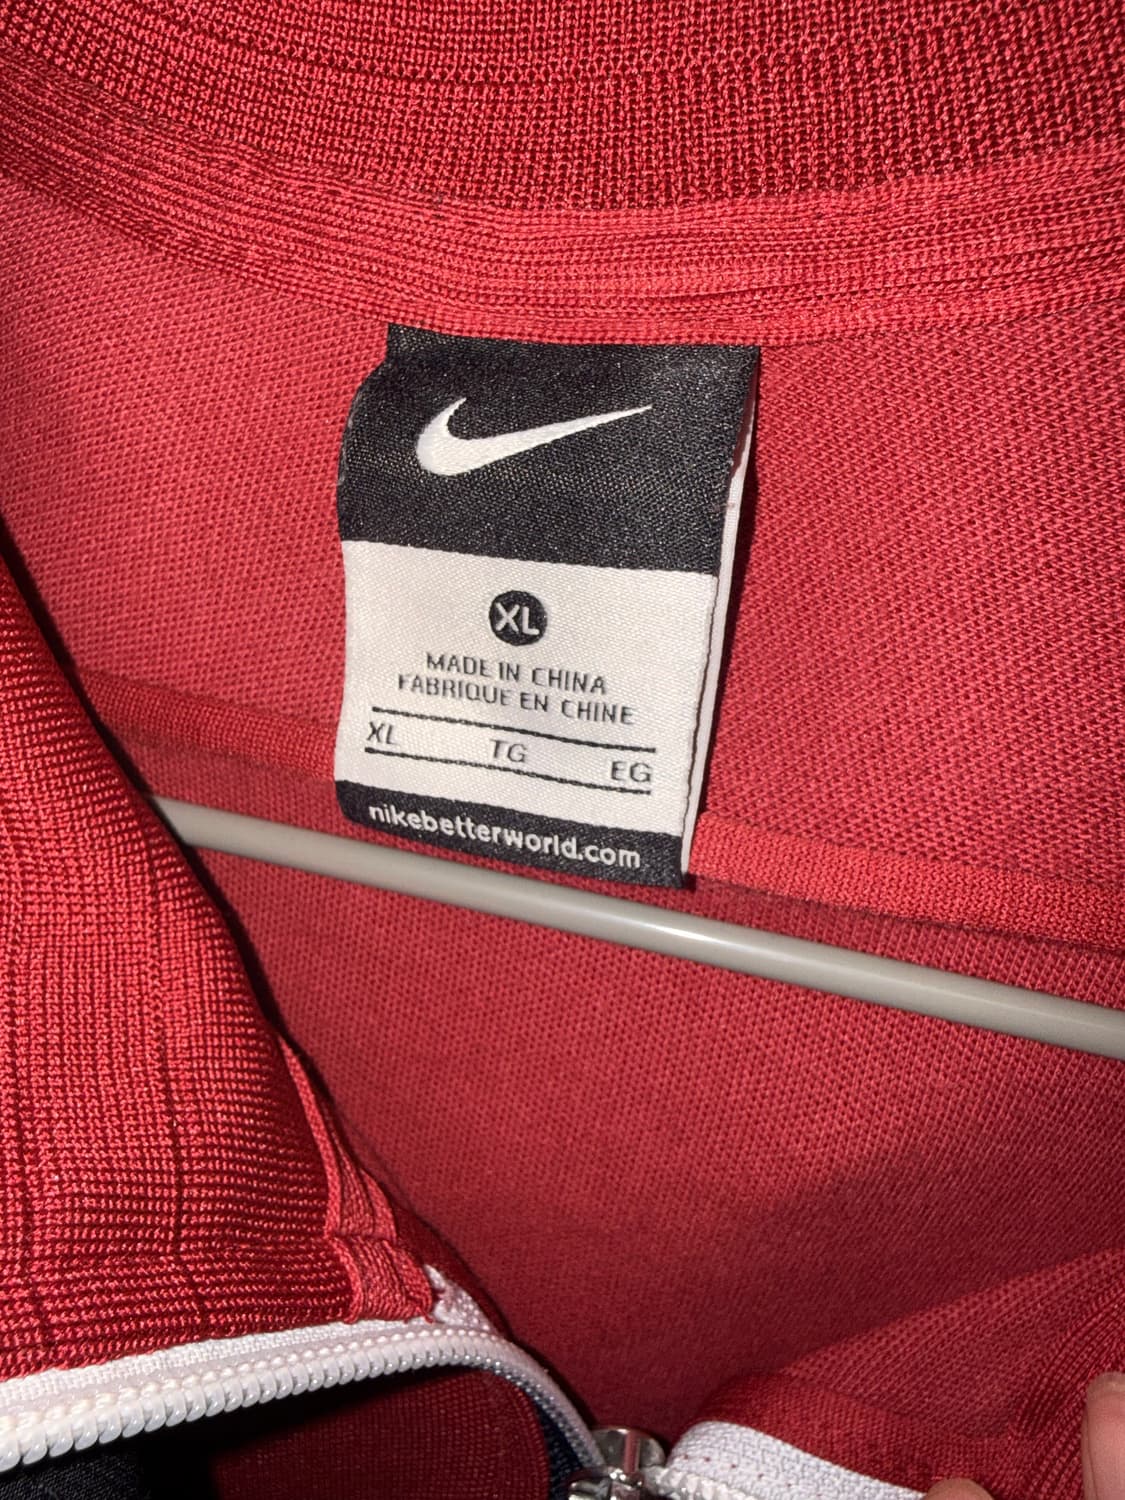 XL
MADE IN CHINA
FABRIQUE EN CHINE
XL TG EG
nikebetterworld.com